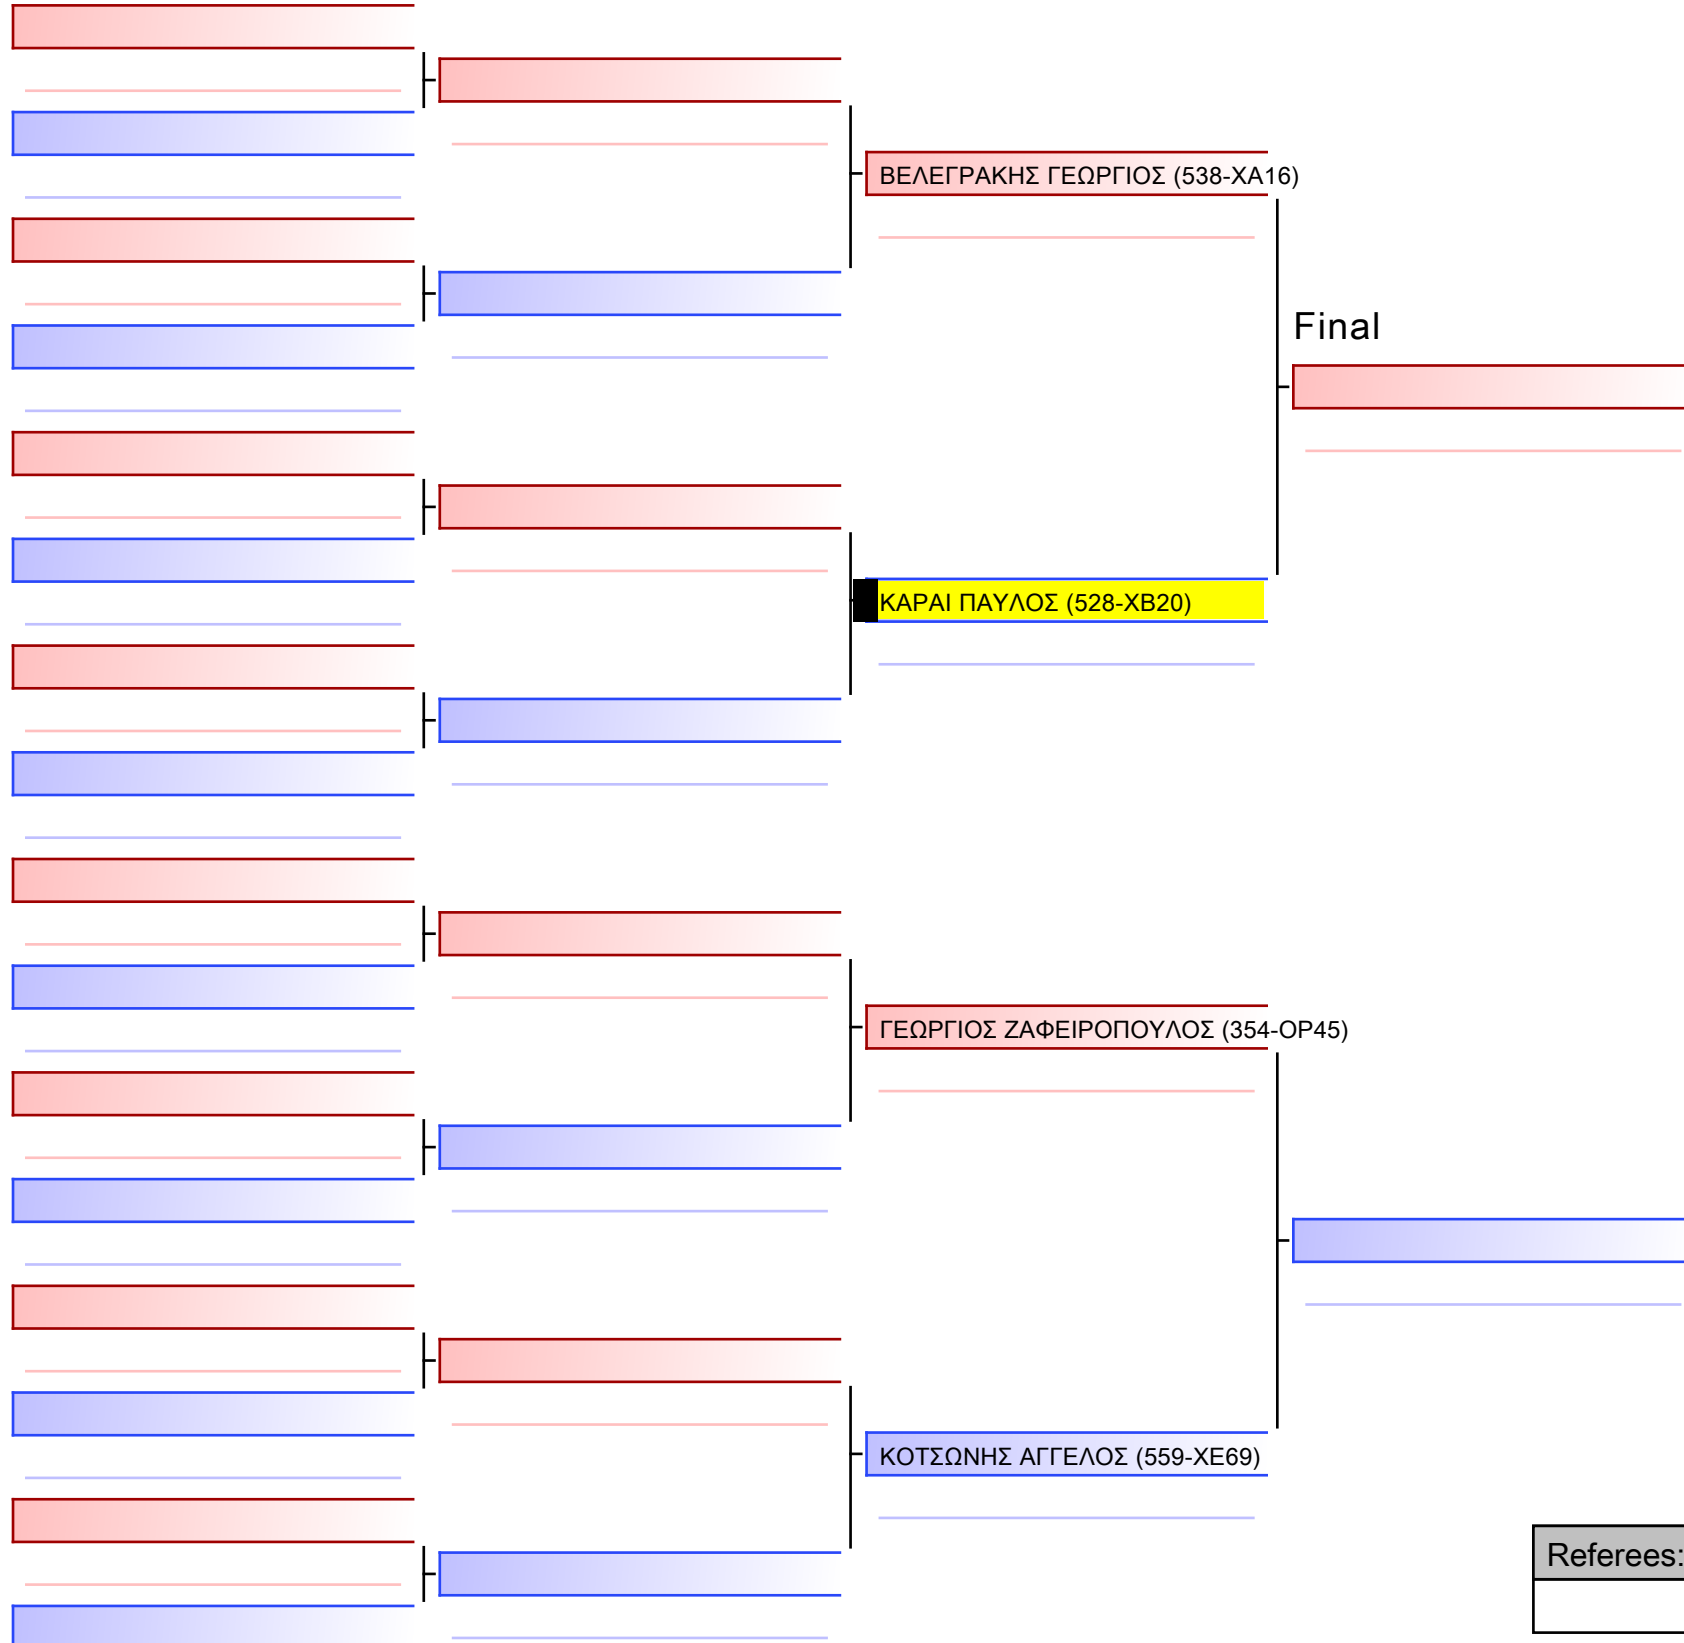 ΒΕΛΕΓΡΑΚΗΣ ΓΕΩΡΓΙΟΣ (538-ΧΑ16)
Final
ΚΑΡΑΙ ΠΑΥΛΟΣ (528-ΧΒ20)
ΓΕΩΡΓΙΟΣ ΖΑΦΕΙΡΟΠΟΥΛΟΣ (354-ΟΡ45)
ΚΟΤΣΩΝΗΣ ΑΓΓΕΛΟΣ (559-ΧΕ69)
Referees: